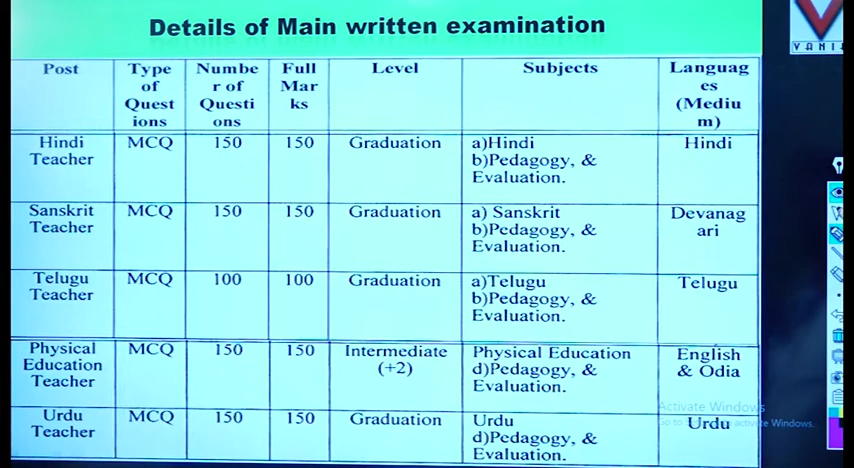 Details of Main written examination
VANI
Post
Type
of
Quest
ions
Numbe
r of
Questi
ons
Full
Mar
ks
Level
Subjects
Languag
es
(Mediu
m)
Hindi
Teacher
MCQ
150
150
Graduation
a)Hindi
b)Pedagogy, &
Evaluation.
Hindi
Sanskrit
Teacher
MCQ
150
150
Graduation
a) Sanskrit
b)Pedagogy, &
Evaluation.
Devanag
ari
Telugu
Teacher
MCQ
100
100
Graduation
a)Telugu
b)Pedagogy, &
Evaluation.
Telugu
Physical
Education
Teacher
MCQ
150
150
Intermediate
(+2)
Physical Education
d)Pedagogy, &
Evaluation.
English
& Odia
Urdu
Teacher
MCQ
150
150
Graduation
Urdu
d)Pedagogy, &
Evaluation.
Urdu
Activate Windows
Go to activate Windows.